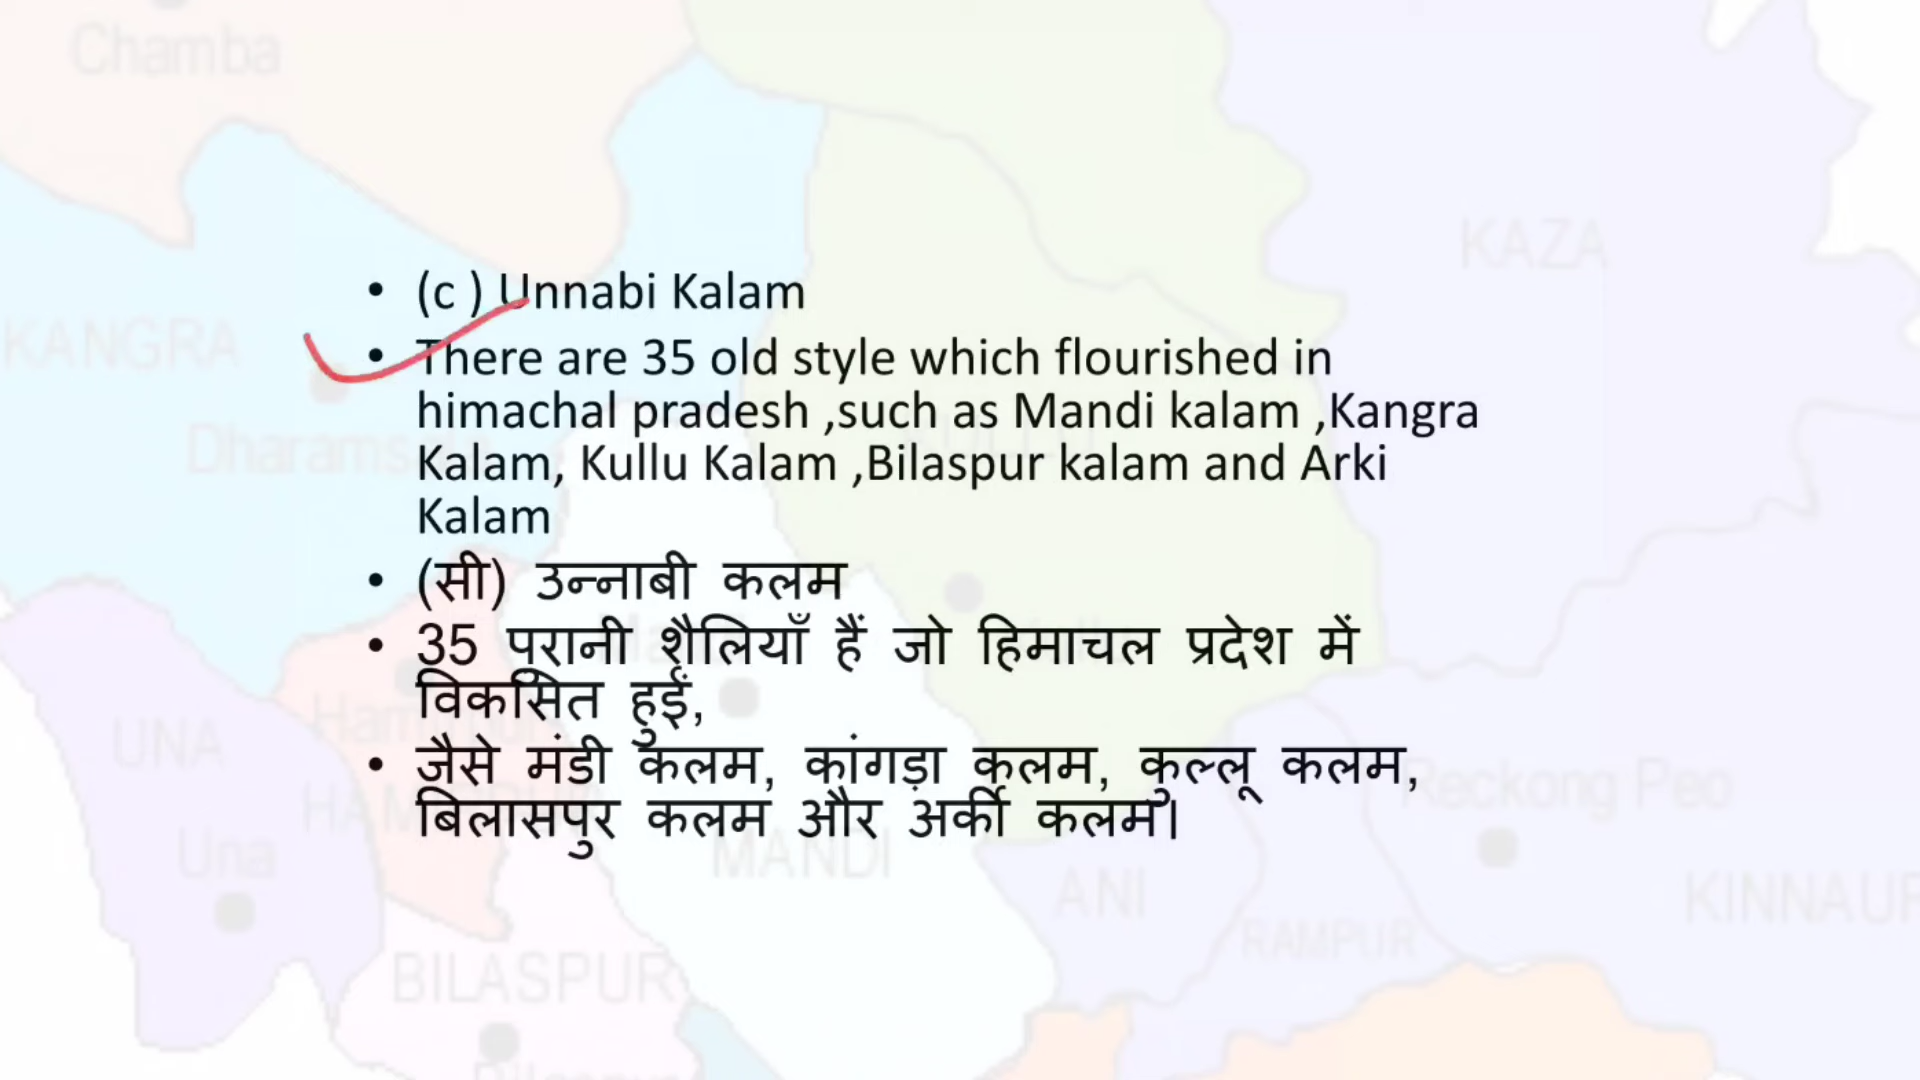 Chamba
KAZA
KANGRA
Dharamsala
UNA
Una
HAMIRPUR
MANDI
BILASPUR
ANI
RAMPUR
Reckong Peo
KINNAUR
• (c ) Unnabi Kalam
• There are 35 old style which flourished in
himachal pradesh ,such as Mandi kalam ,Kangra
Kalam, Kullu Kalam ,Bilaspur kalam and Arki
Kalam
• (सी) उन्नाबी कलम
• 35 पुरानी शैलियाँ हैं जो हिमाचल प्रदेश में
विकसित हुईं,
• जैसे मंडी कलम, कांगड़ा कलम, कुल्लू कलम,
बिलासपुर कलम और अर्की कलम।